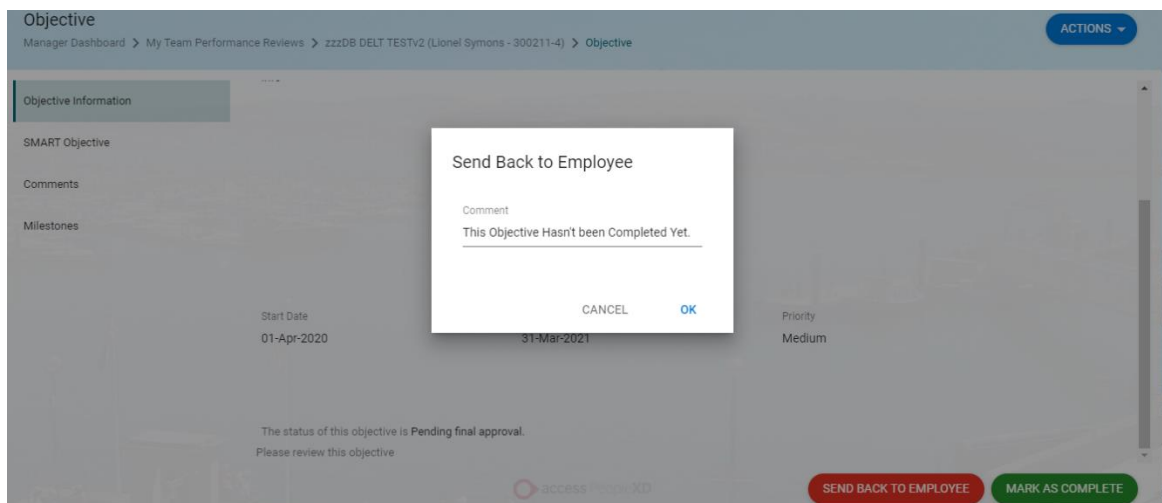 Objective
Manager Dashboard > My Team Performance Reviews > zzzDB DELT TESTv2 (Lionel Symons - 300211-4) > Objective
ACTIONS
Objective Information
SMART Objective
Comments
Milestones
Send Back to Employee
Comment
This Objective Hasn't been Completed Yet.
CANCEL OK
Start Date Priority
01-Apr-2020 31-Mar-2021 Medium
The status of this objective is Pending final approval.
Please review this objective
access PeopleXD
SEND BACK TO EMPLOYEE MARK AS COMPLETE